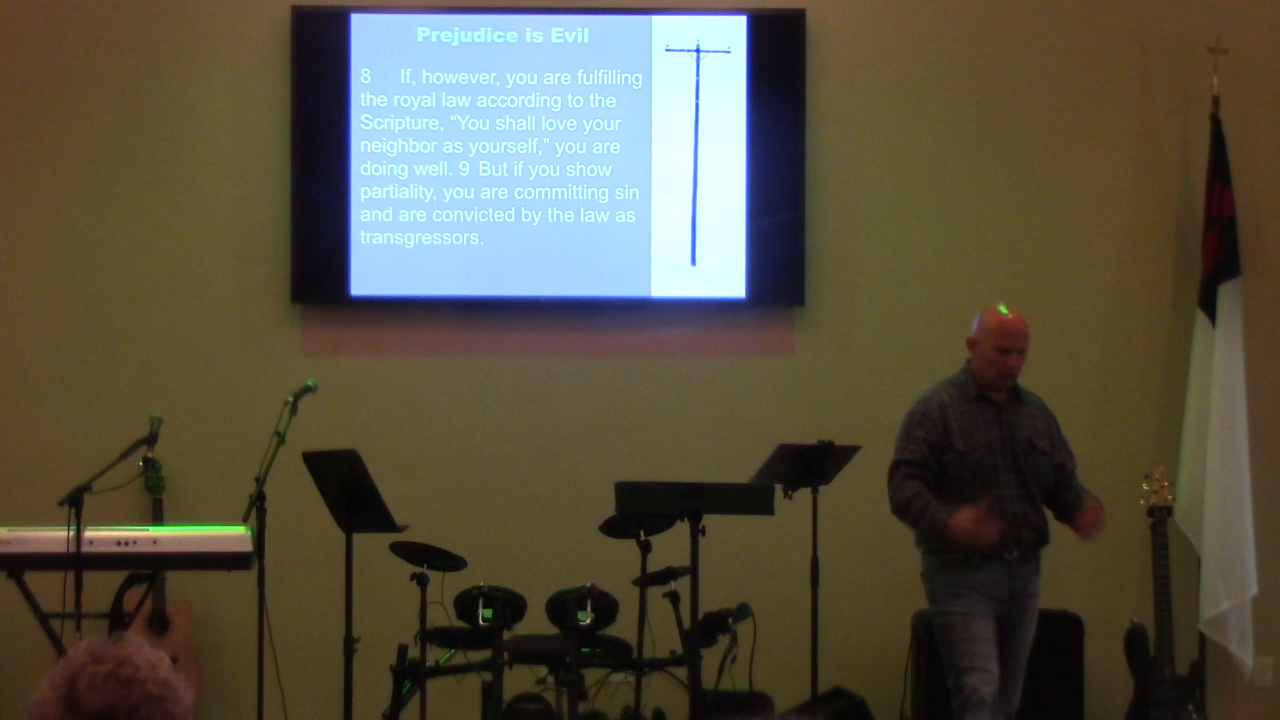 Prejudice is Evil
8 If, however, you are fulfilling
the royal law according to the
Scripture, “You shall love your
neighbor as yourself,” you are
doing well. 9 But if you show
partiality, you are committing sin
and are convicted by the law as
transgressors.